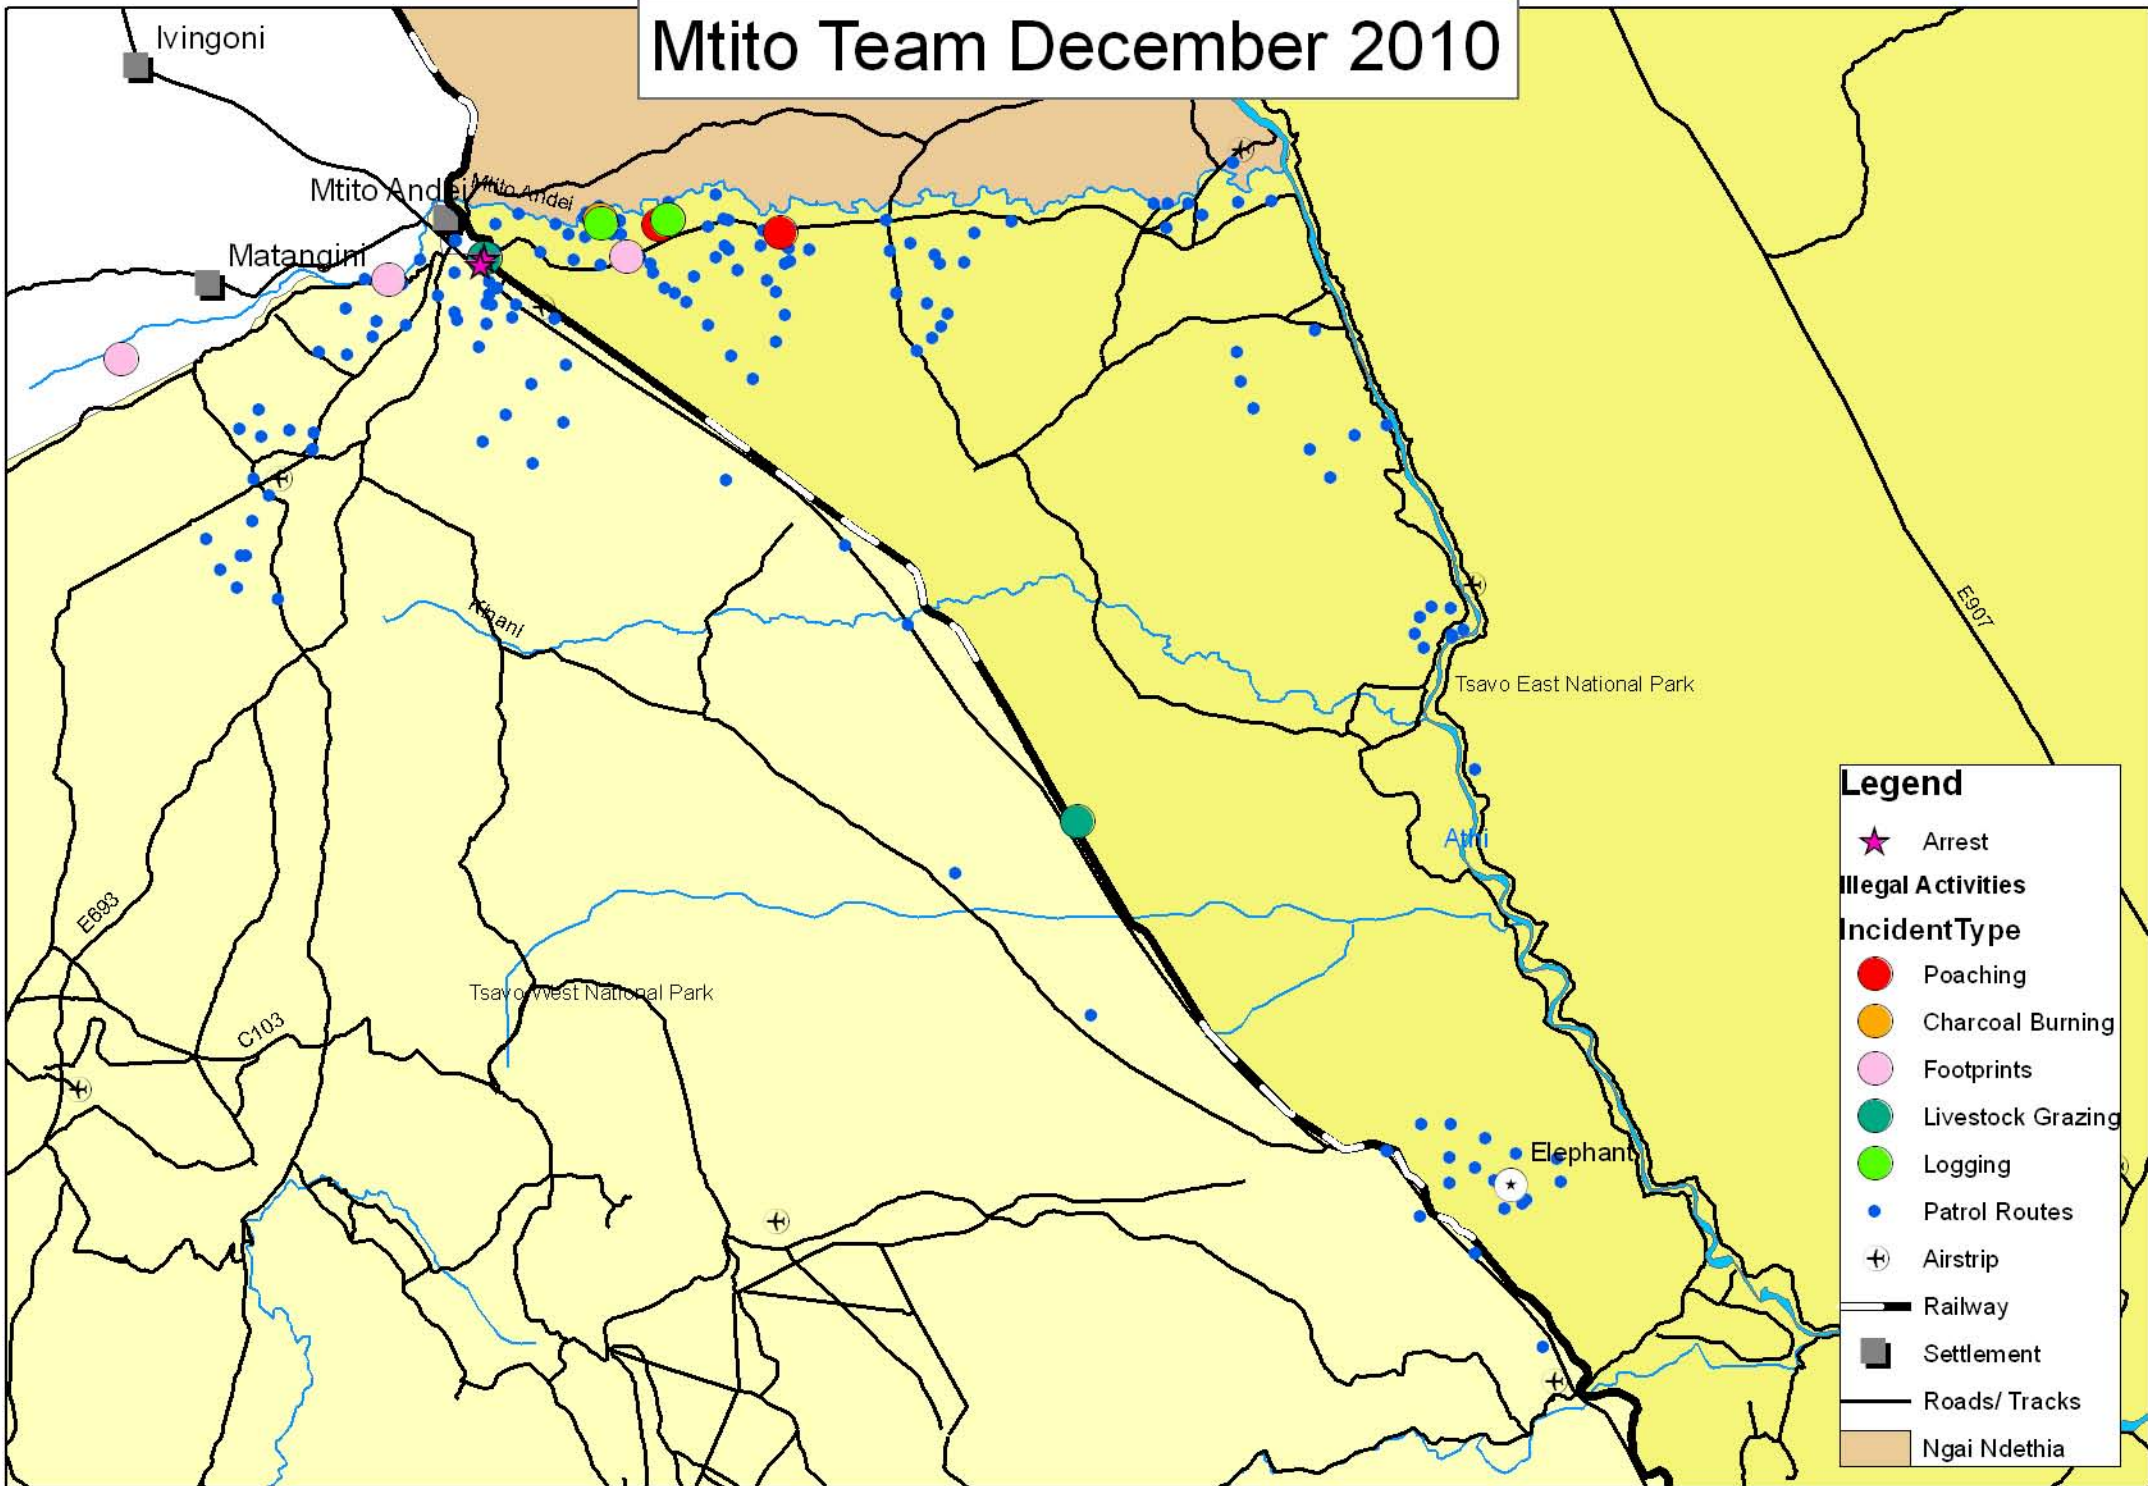 Mtito Team December 2010
Ivingoni
Mtito Andei
Mtito Andei
Matangini
Kinani
E907
Tsavo East National Park
Athi
E693
Tsavo West National Park
C103
Elephant
Legend
Arrest
Illegal Activities
IncidentType
Poaching
Charcoal Burning
Footprints
Livestock Grazing
Logging
Patrol Routes
Airstrip
Railway
Settlement
Roads/ Tracks
Ngai Ndethia